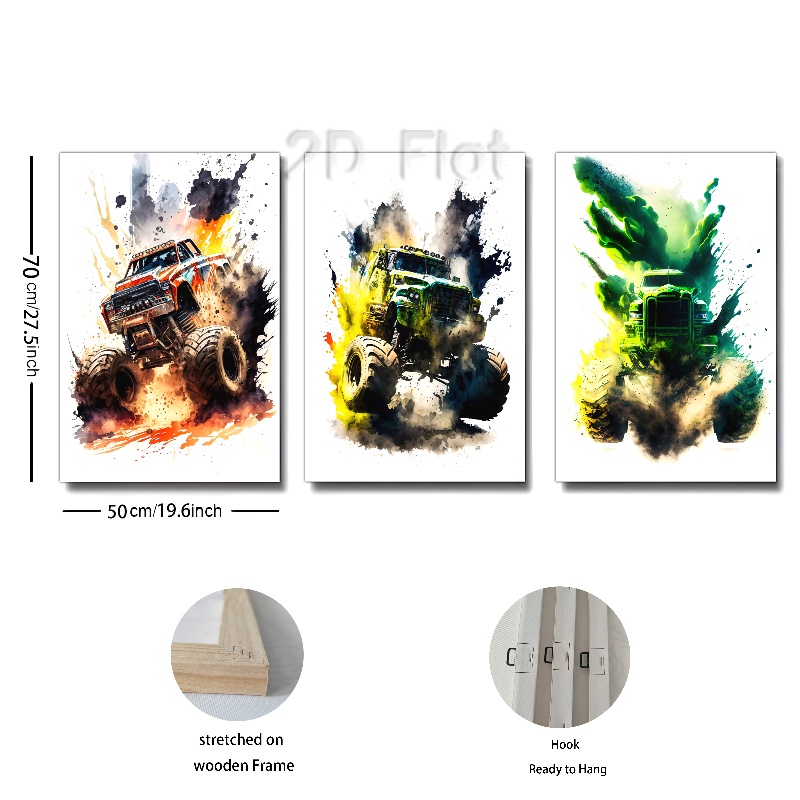 2D Flat
70cm/27.5inch
50cm/19.6inch
stretched on
wooden Frame
Hook
Ready to Hang